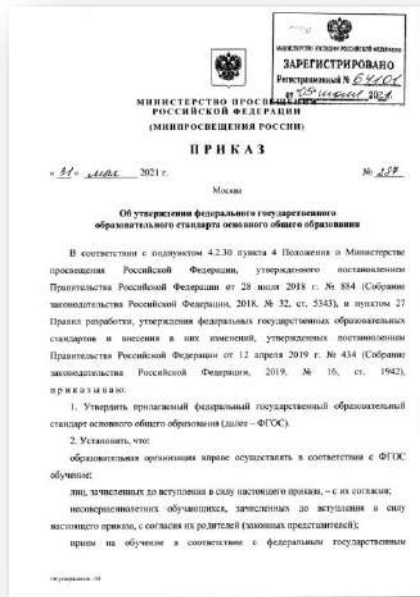 МИНИСТЕРСТВО ЮСТИЦИИ РОССИЙСКОЙ ФЕДЕРАЦИИ
ЗАРЕГИСТРИРОВАНО
Регистрационный № 64101
от "05" июля 2021.
МИНИСТЕРСТВО ПРОСВЕЩЕНИЯ
РОССИЙСКОЙ ФЕДЕРАЦИИ
(МИНПРОСВЕЩЕНИЯ РОССИИ)
ПРИКАЗ
« 31 » мая 2021 г. № 287
Москва
Об утверждении федерального государственного
образовательного стандарта основного общего образования
В соответствии с подпунктом 4.2.30 пункта 4 Положения о Министерстве
просвещения Российской Федерации, утвержденного постановлением
Правительства Российской Федерации от 28 июля 2018 г. № 884 (Собрание
законодательства Российской Федерации, 2018, № 32, ст. 5343), и пунктом 27
Правил разработки, утверждения федеральных государственных образовательных
стандартов и внесения в них изменений, утвержденных постановлением
Правительства Российской Федерации от 12 апреля 2019 г. № 434 (Собрание
законодательства Российской Федерации, 2019, № 16, ст. 1942),
приказываю:
1. Утвердить прилагаемый федеральный государственный образовательный
стандарт основного общего образования (далее – ФГОС).
2. Установить, что:
образовательная организация вправе осуществлять в соответствии с ФГОС
обучение:
лиц, зачисленных до вступления в силу настоящего приказа, – с их согласия;
несовершеннолетних обучающихся, зачисленных до вступления в силу
настоящего приказа, с согласия их родителей (законных представителей);
прием на обучение в соответствии с федеральным государственным